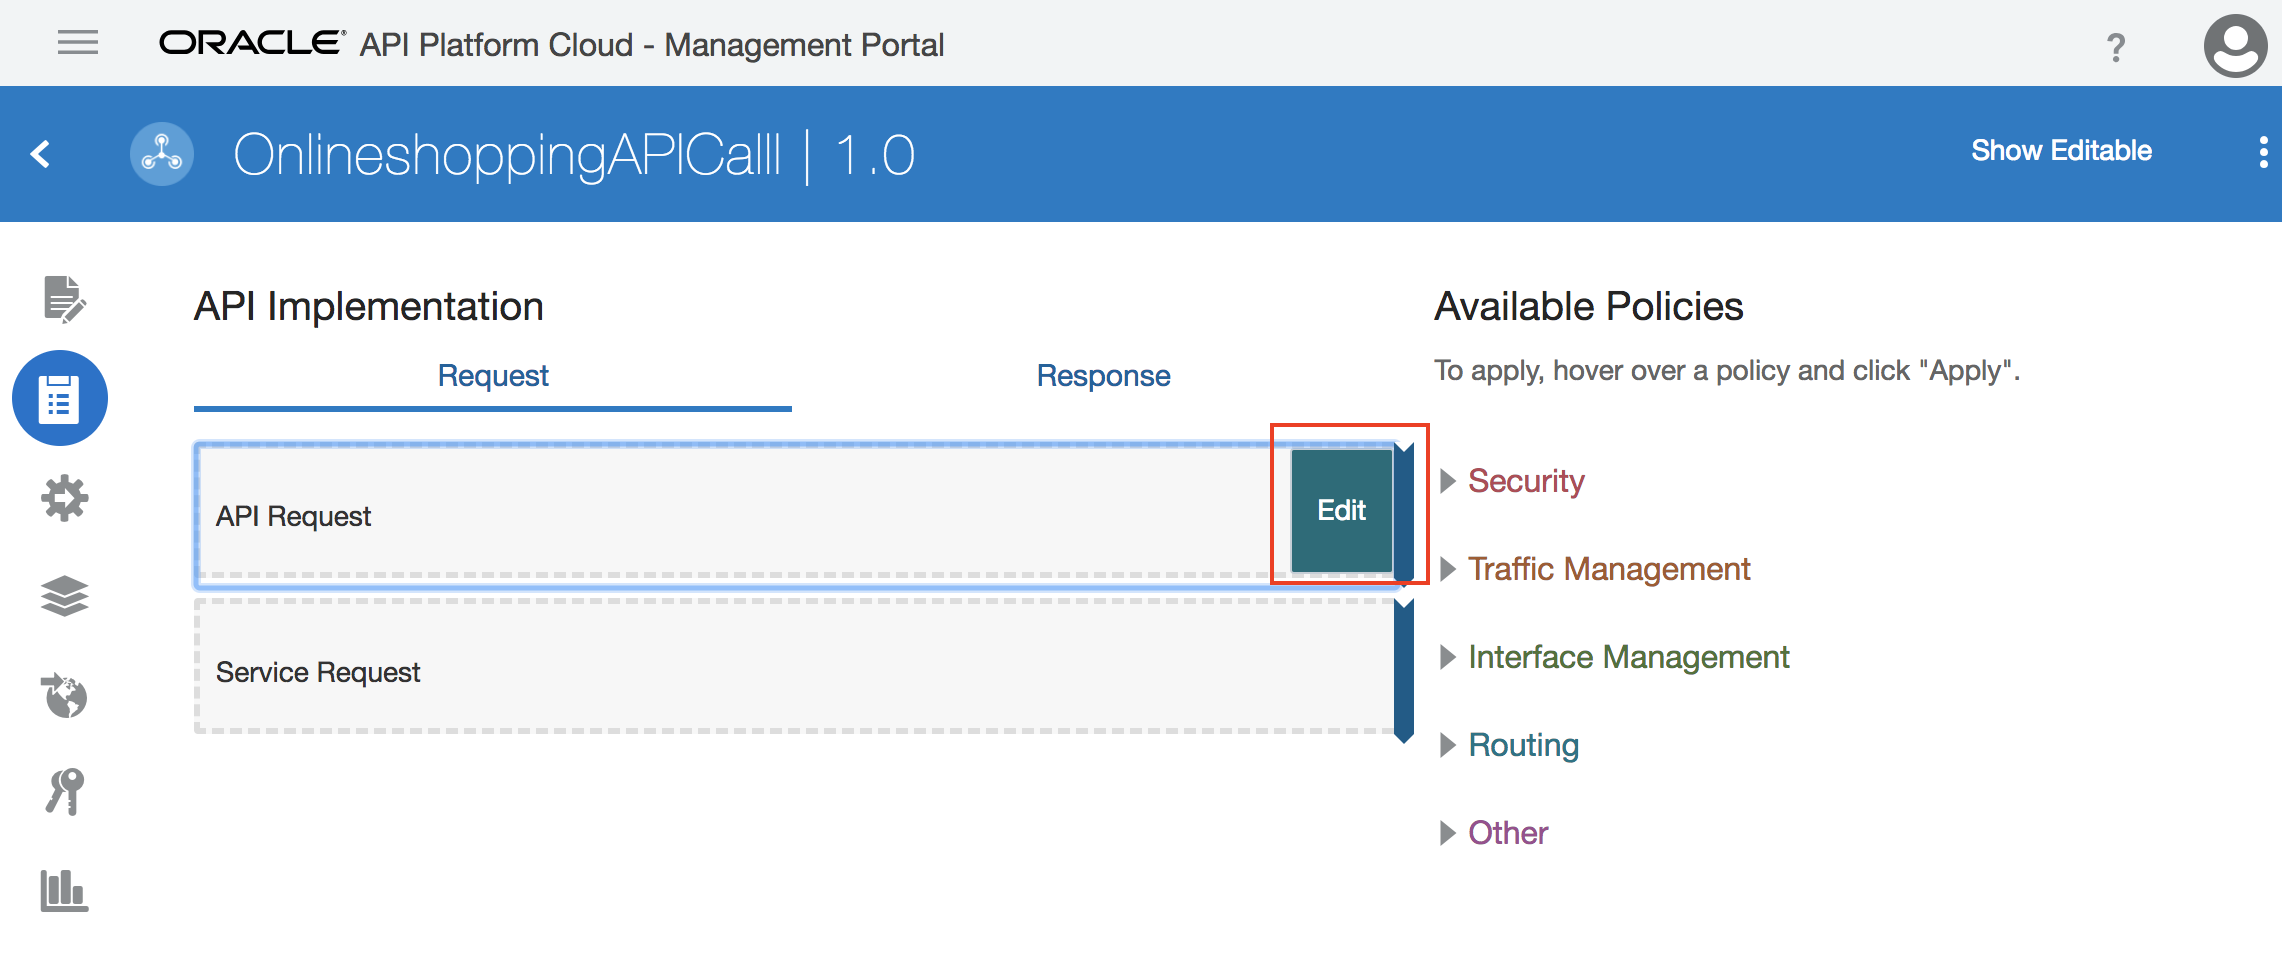 ORACLE® API Platform Cloud - Management Portal
?
OnlineshoppingAPICalll | 1.0
Show Editable
API Implementation
Request
Response
API Request
Edit
Service Request
Available Policies
To apply, hover over a policy and click "Apply".
Security
Traffic Management
Interface Management
Routing
Other